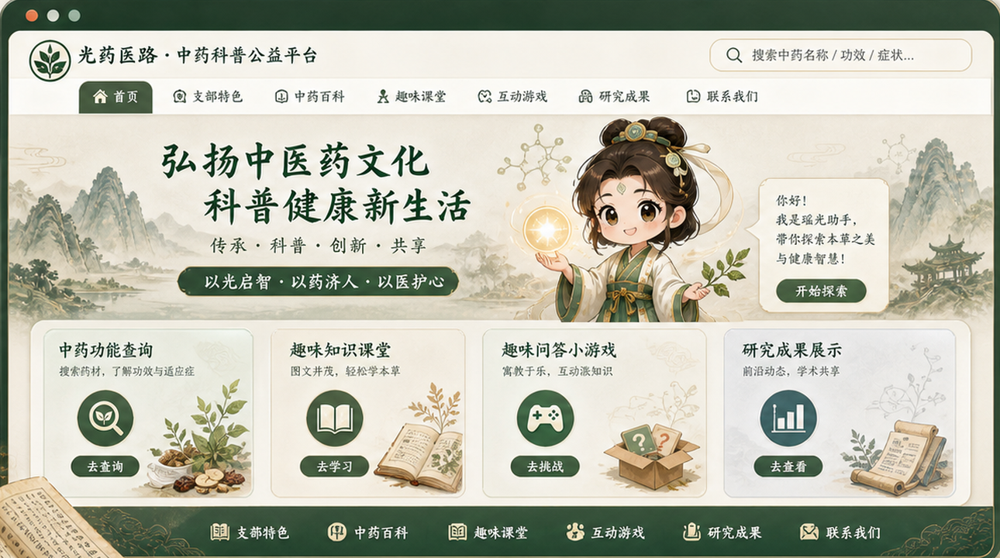 光药医路·中药科普公益平台
搜索中药名称 / 功效 / 症状...
首页
支部特色
中药百科
趣味课堂
互动游戏
研究成果
联系我们
弘扬中医药文化
科普健康新生活
传承·科普·创新·共享
以光启智·以药济人·以医护心
你好!
我是瑶光助手，
带你探索本草之美
与健康智慧!
开始探索
中药功能查询
搜索药材，了解功效与适应症
去查询
趣味知识课堂
图文并茂，轻松学本草
去学习
趣味问答小游戏
寓教于乐，互动涨知识
去挑战
研究成果展示
前沿动态，学术共享
去查看
支部特色
中药百科
趣味课堂
互动游戏
研究成果
联系我们